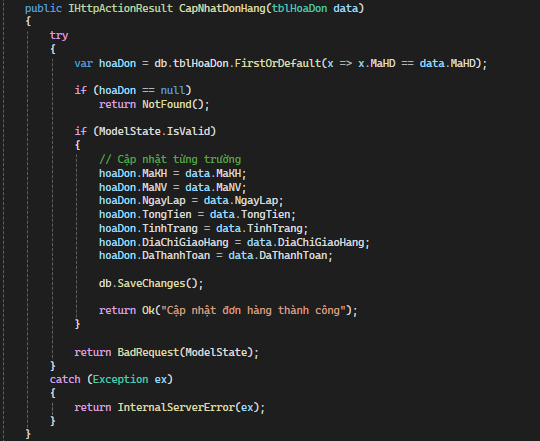 public IHttpActionResult CapNhatDonHang(tblHoaDon data)
{
try
{
var hoaDon = db.tblHoaDon.FirstOrDefault(x => x.MaHD == data.MaHD);
if (hoaDon == null)
return NotFound();
if (ModelState.IsValid)
{
// Cập nhật từng trường
hoaDon.MaKH = data.MaKH;
hoaDon.MaNV = data.MaNV;
hoaDon.NgayLap = data.NgayLap;
hoaDon.TongTien = data.TongTien;
hoaDon.TinhTrang = data.TinhTrang;
hoaDon.DiaChiGiaoHang = data.DiaChiGiaoHang;
hoaDon.DaThanhToan = data.DaThanhToan;
db.SaveChanges();
return Ok("Cập nhật đơn hàng thành công");
}
return BadRequest(ModelState);
}
catch (Exception ex)
{
return InternalServerError(ex);
}
}